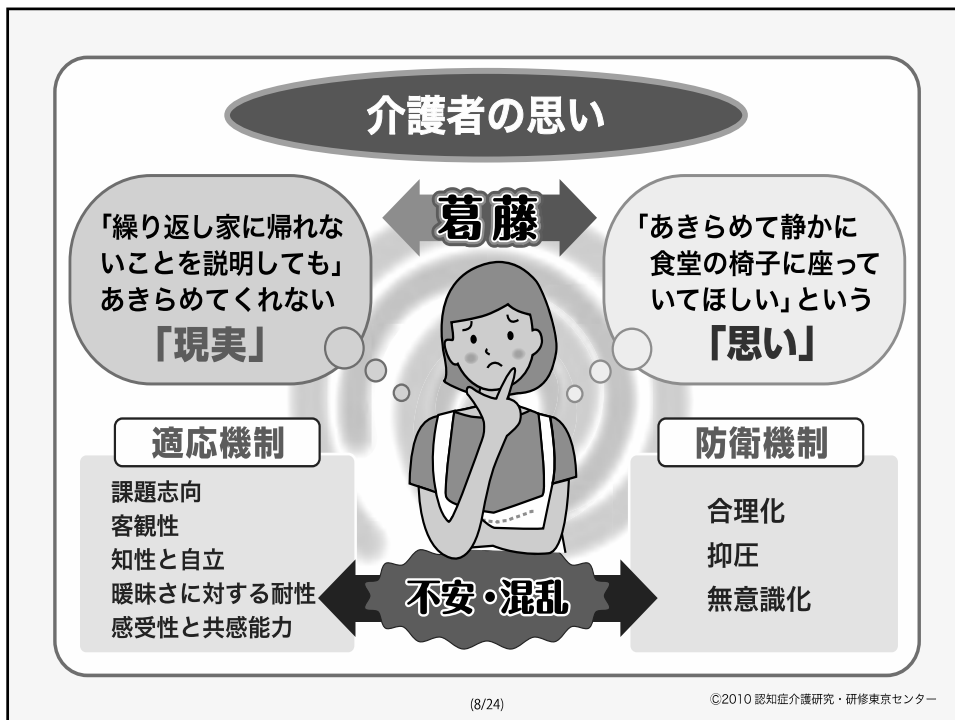 介護者の思い
葛藤
「繰り返し家に帰れな
いことを説明しても」
あきらめてくれない
「現実」
「あきらめて静かに
食堂の椅子に座って
いてほしい」という
「思い」
適応機制
課題志向
客観性
知性と自立
曖昧さに対する耐性
感受性と共感能力
防衛機制
合理化
抑圧
無意識化
不安・混乱
(8/24)
©2010 認知症介護研究・研修東京センター